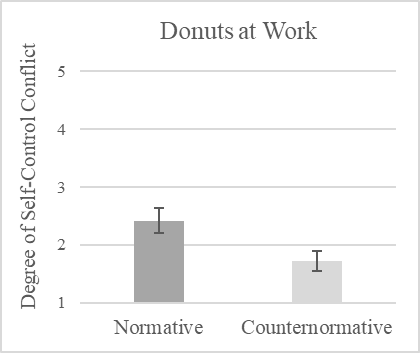 Donuts at Work
Degree of Self-Control Conflict
5
4
3
2
1
Normative
Counternormative